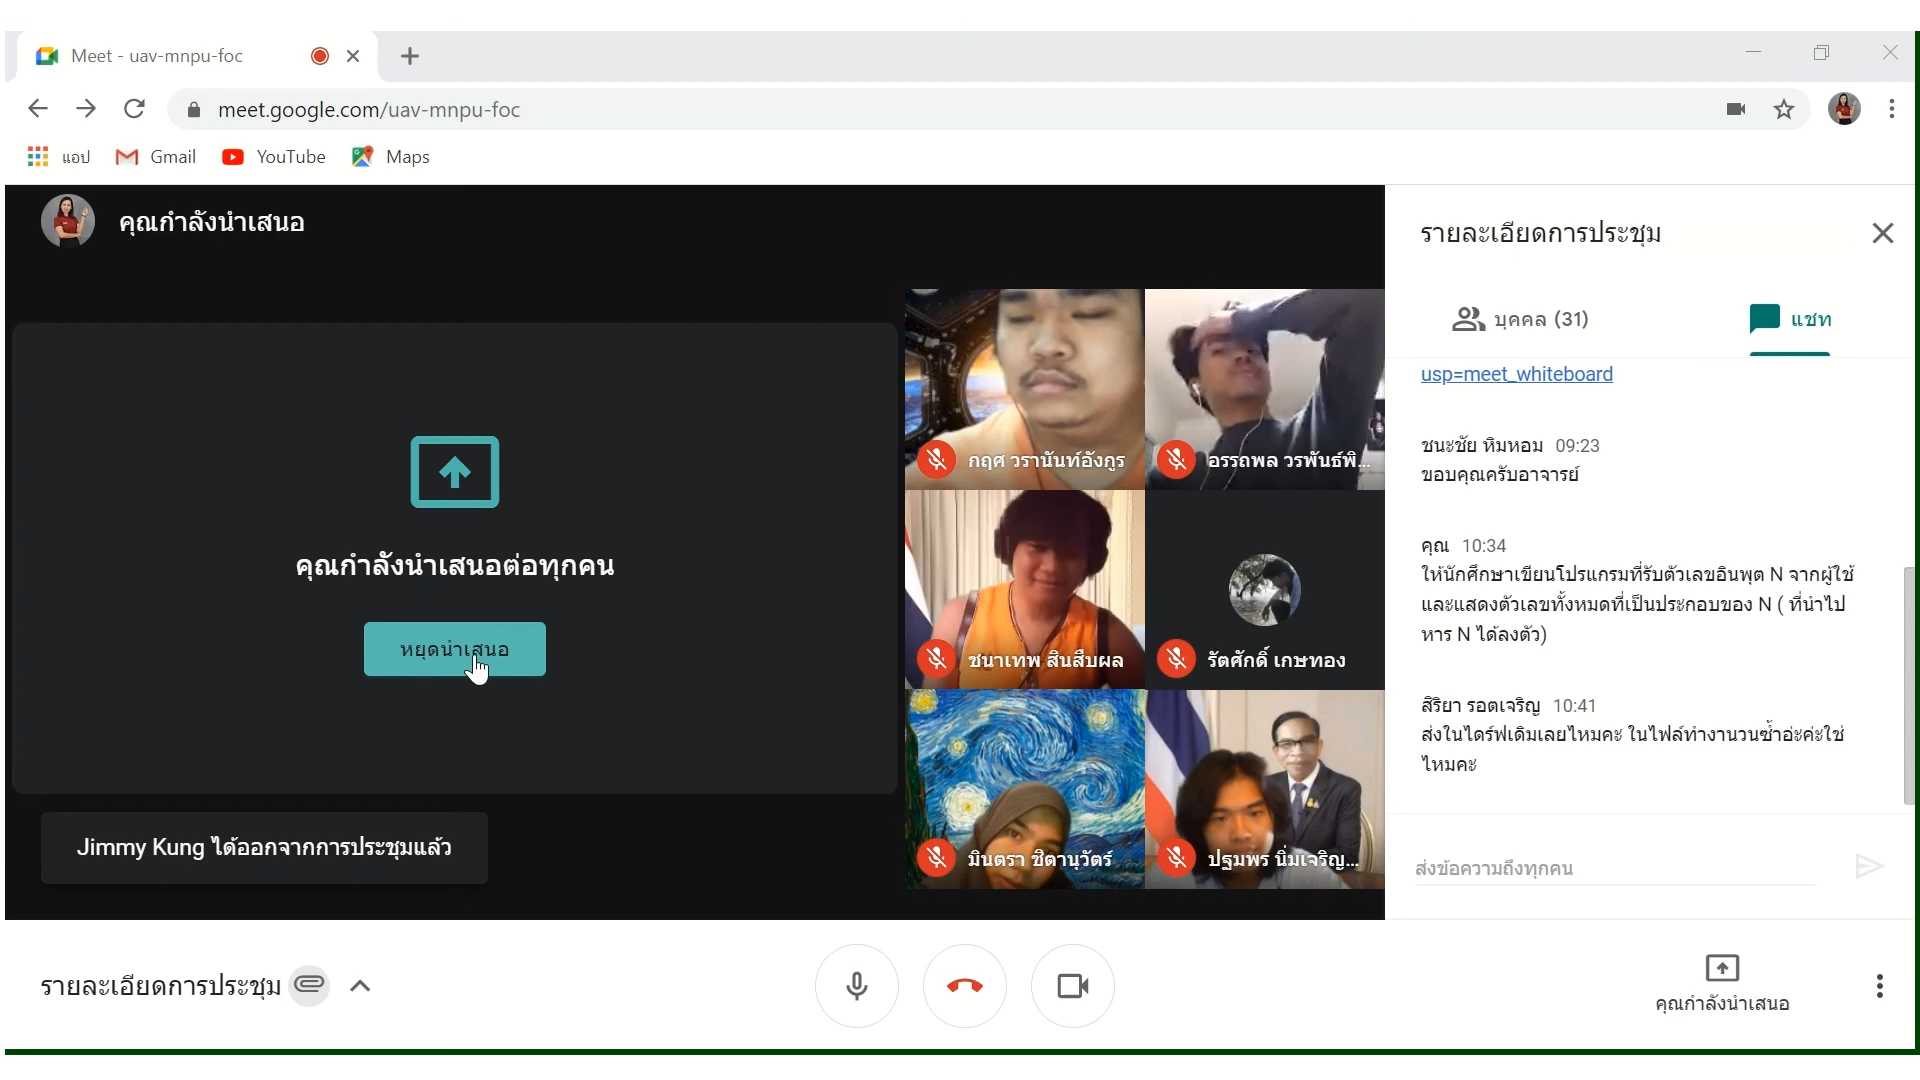 Meet - uav-mnpu-foc
meet.google.com/uav-mnpu-foc
แอป Gmail YouTube Maps
คุณกำลังนำเสนอ
คุณกำลังนำเสนอต่อทุกคน
หยุดนำเสนอ
Jimmy Kung ได้ออกจากการประชุมแล้ว
กฤศ วรานันท์อังกูร
อรรถพล วรพันธ์พิ...
ชนาเทพ สินสืบผล
รัตศักดิ์ เกษทอง
มินตรา ชิตานุวัตร์
ปฐมพร นิ่มเจริญ...
รายละเอียดการประชุม
บุคคล (31)
แชท
usp=meet_whiteboard
ชนะชัย หิมหอม 09:23
ขอบคุณครับอาจารย์
คุณ 10:34
ให้นักศึกษาเขียนโปรแกรมที่รับตัวเลขอินพุต N จากผู้ใช้
และแสดงตัวเลขทั้งหมดที่เป็นประกอบของ N ( ที่นำไป
หาร N ได้ลงตัว)
สิริยา รอตเจริญ 10:41
ส่งในไดร์ฟเดิมเลยไหมคะ ในไฟล์ทำงานวนซ้ำอ่ะค่ะใช่
ไหมคะ
ส่งข้อความถึงทุกคน
รายละเอียดการประชุม
คุณกำลังนำเสนอ